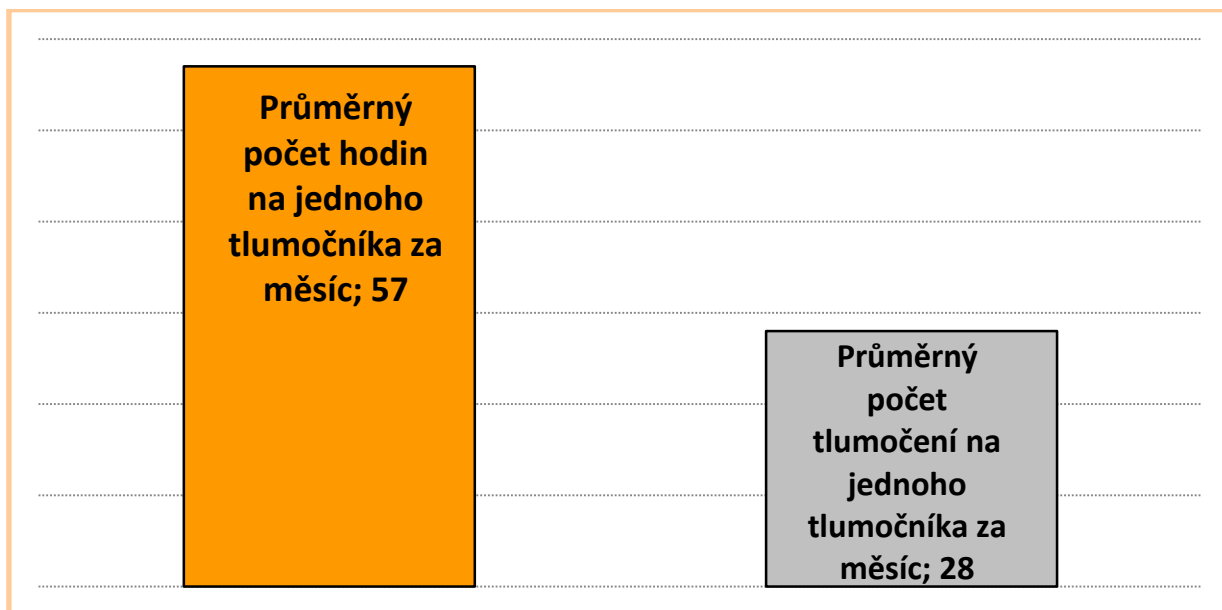 Průměrný
počet hodin
na jednoho
tlumočníka za
měsíc; 57
Průměrný
počet
tlumočení na
jednoho
tlumočníka za
měsíc; 28